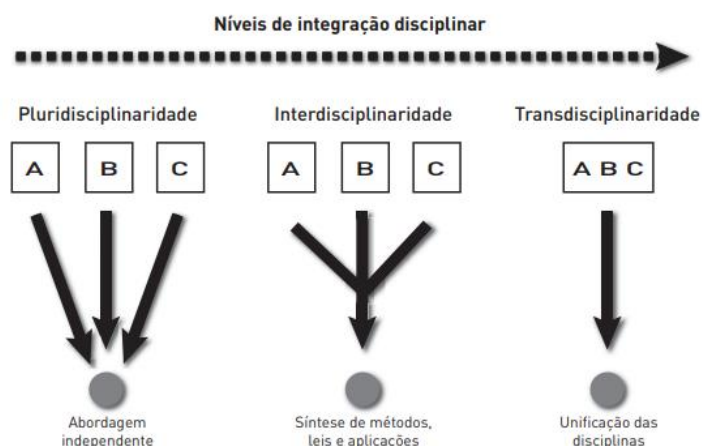 Níveis de integração disciplinar
Pluridisciplinaridade
Interdisciplinaridade
Transdisciplinaridade
A
B
C
A
B
C
A B C
Abordagem
independente
Síntese de métodos,
leis e aplicações
Unificação das
disciplinas